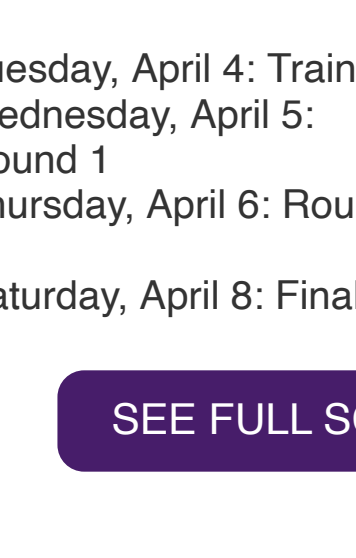 uesday, April 4: Train
ednesday, April 5:
ound 1
hursday, April 6: Rou
aturday, April 8: Final
SEE FULL SC